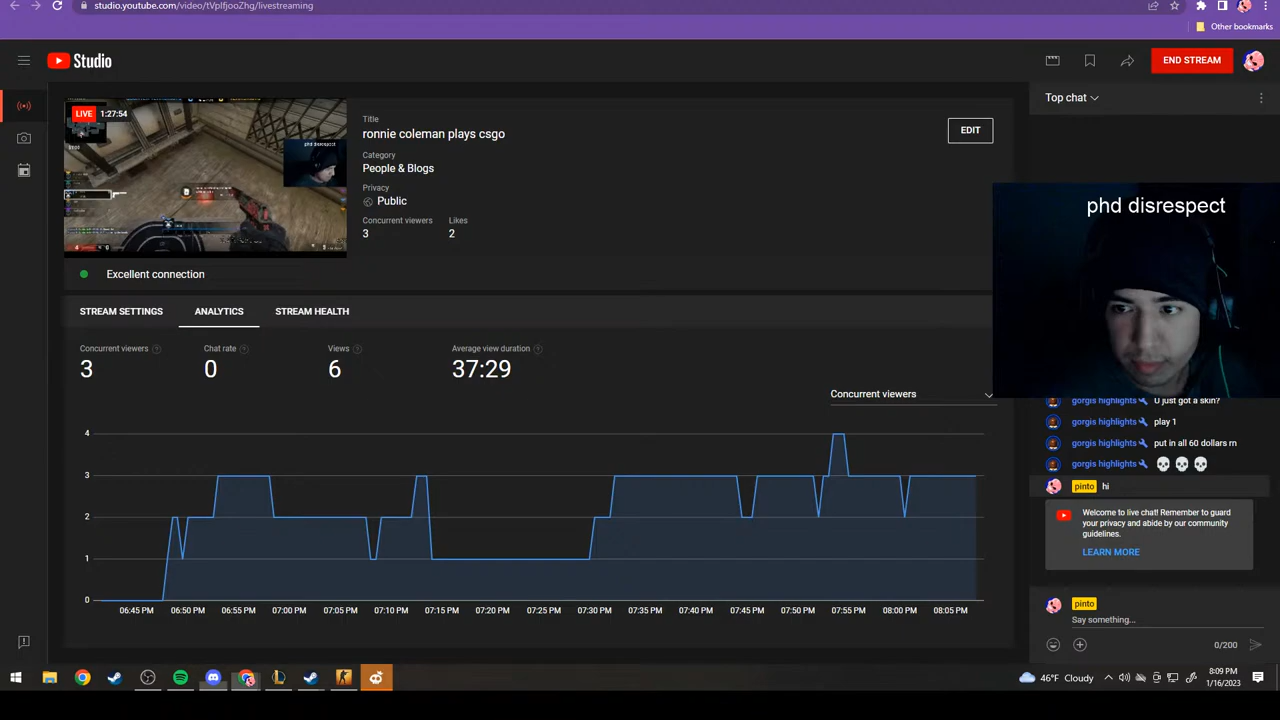 studio.youtube.com/video/tVpIfjooZhg/livestreaming
Other bookmarks
Studio
END STREAM
LIVE 1:27:54
phd disrespect
Title
ronnie coleman plays csgo
Category
People & Blogs
Privacy
Public
Concurrent viewers
3
Likes
2
EDIT
Excellent connection
STREAM SETTINGS
ANALYTICS
STREAM HEALTH
Concurrent viewers
3
Chat rate
0
Views
6
Average view duration
37:29
Concurrent viewers
4
3
2
1
0
06:45 PM 06:50 PM 06:55 PM 07:00 PM 07:05 PM 07:10 PM 07:15 PM 07:20 PM 07:25 PM 07:30 PM 07:35 PM 07:40 PM 07:45 PM 07:50 PM 07:55 PM 08:00 PM 08:05 PM
Top chat
phd disrespect
gorgis highlights U just got a skin?
gorgis highlights play 1
gorgis highlights put in all 60 dollars rn
gorgis highlights 💀 💀 💀
pinto hi
Welcome to live chat! Remember to guard
your privacy and abide by our community
guidelines.
LEARN MORE
pinto
Say something...
0/200
46°F Cloudy
8:09 PM
1/16/2023